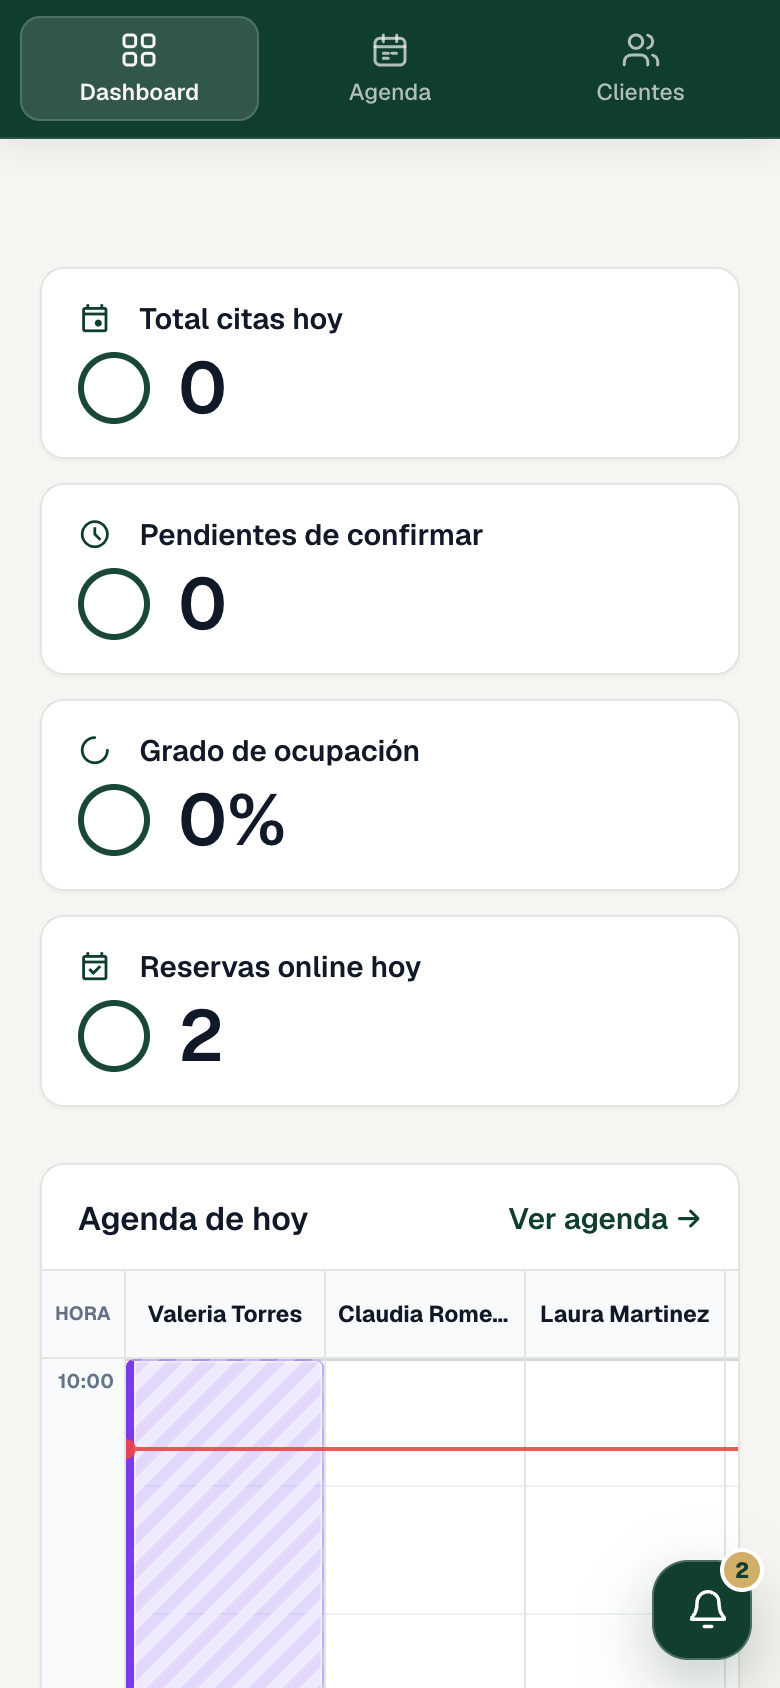 Dashboard
Agenda
Clientes
Total citas hoy
0
Pendientes de confirmar
0
Grado de ocupación
0%
Reservas online hoy
2
Agenda de hoy
Ver agenda →
HORA
Valeria Torres
Claudia Rome...
Laura Martinez
10:00
2